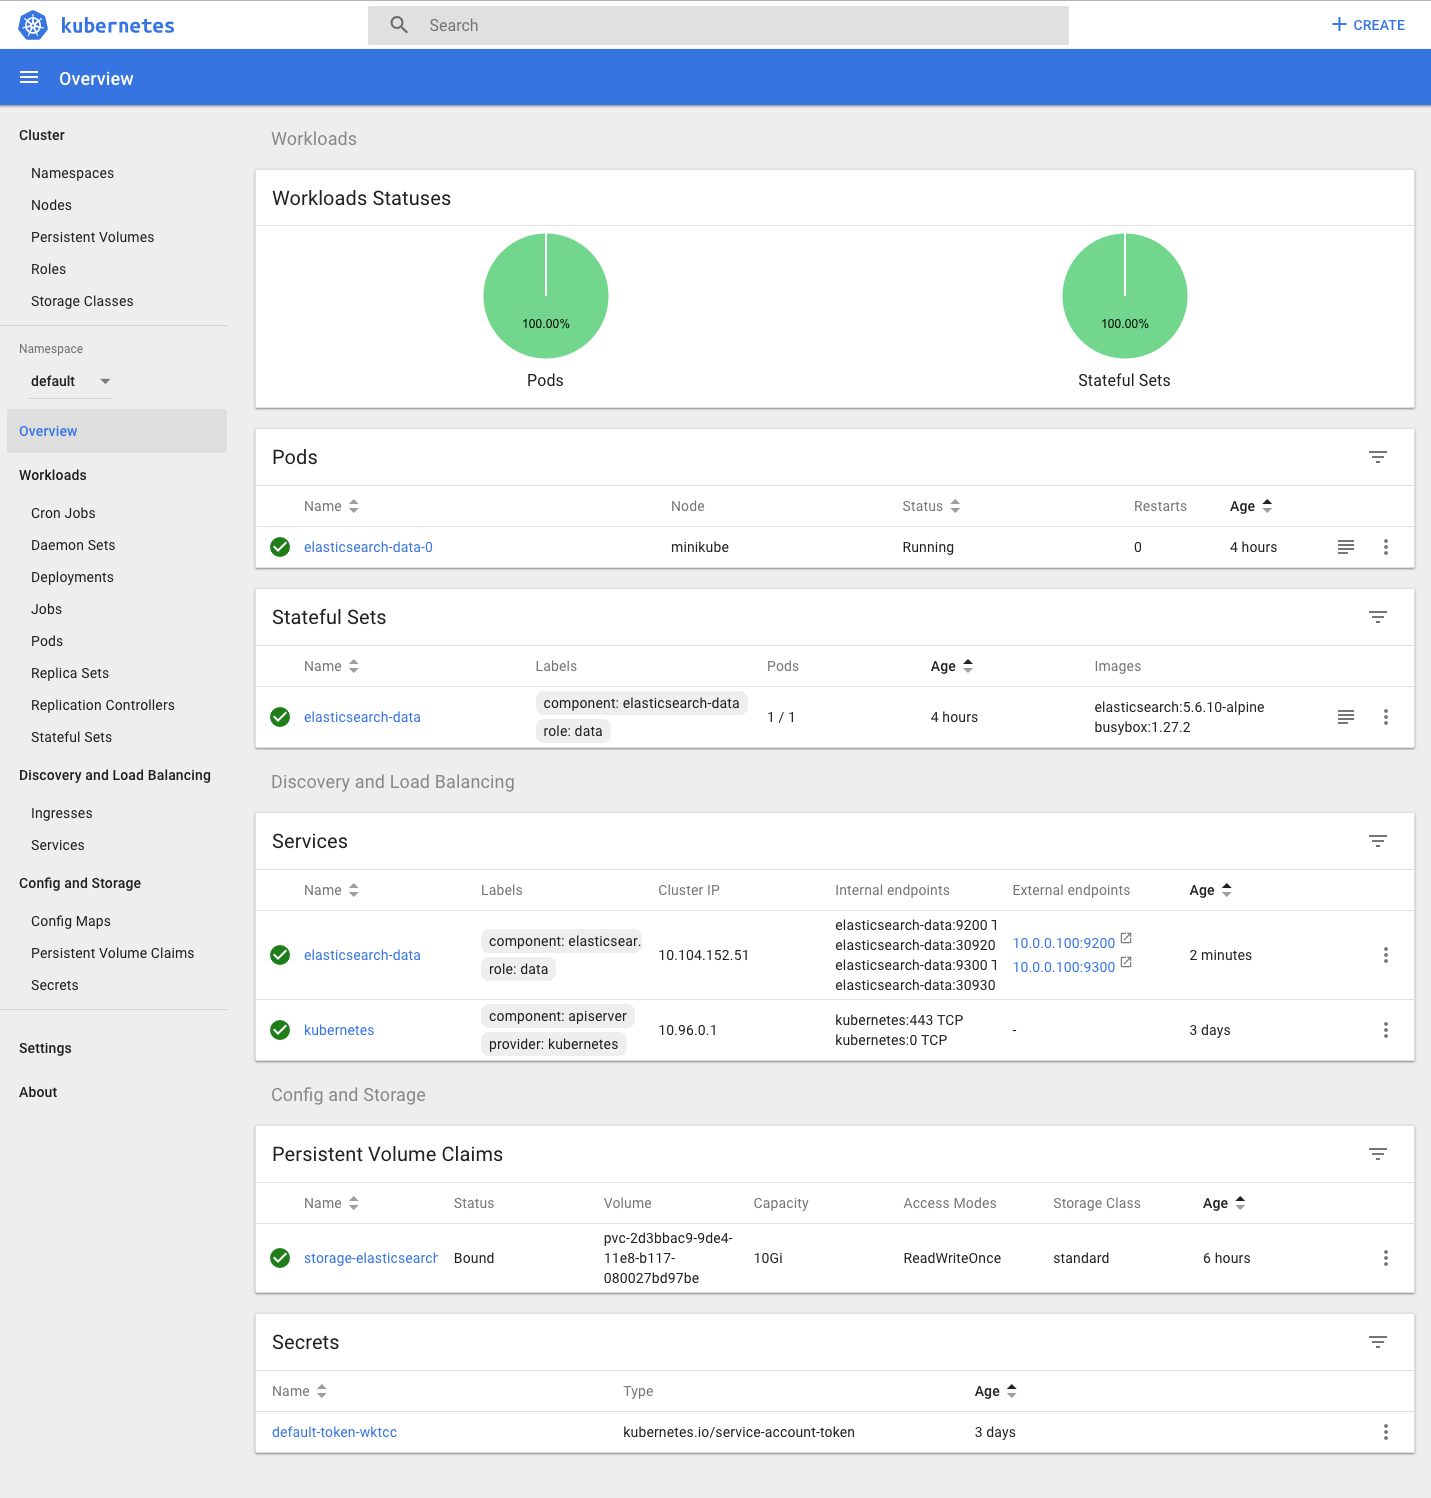 kubernetes
Search
CREATE
Overview
Cluster
Namespaces
Nodes
Persistent Volumes
Roles
Storage Classes
Namespace
default
Overview
Workloads
Cron Jobs
Daemon Sets
Deployments
Jobs
Pods
Replica Sets
Replication Controllers
Stateful Sets
Discovery and Load Balancing
Ingresses
Services
Config and Storage
Config Maps
Persistent Volume Claims
Secrets
Settings
About
Workloads
Workloads Statuses
100.00% 100.00%
Pods Stateful Sets
Pods
Name Node Status Restarts Age
elasticsearch-data-0 minikube Running 0 4 hours
Stateful Sets
Name Labels Pods Age Images
elasticsearch-data component: elasticsearch-data 1 / 1 4 hours elasticsearch:5.6.10-alpine
role: data busybox:1.27.2
Discovery and Load Balancing
Services
Name Labels Cluster IP Internal endpoints External endpoints Age
elasticsearch-data component: elasticsear. 10.104.152.51 elasticsearch-data:9200 T 10.0.0.100:9200 2 minutes
role: data elasticsearch-data:30920 10.0.0.100:9300
elasticsearch-data:9300 T
elasticsearch-data:30930
kubernetes component: apiserver 10.96.0.1 kubernetes:443 TCP - 3 days
provider: kubernetes kubernetes:0 TCP
Config and Storage
Persistent Volume Claims
Name Status Volume Capacity Access Modes Storage Class Age
storage-elasticsearch Bound pvc-2d3bbac9-9de4- 10Gi ReadWriteOnce standard 6 hours
11e8-b117-
080027bd97be
Secrets
Name Type Age
default-token-wktcc kubernetes.io/service-account-token 3 days